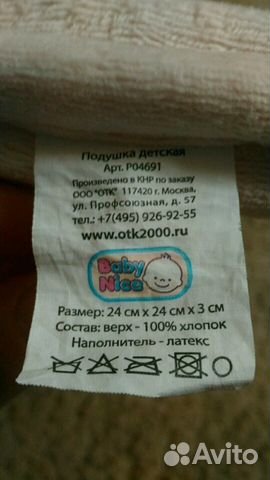 Подушка детская
Арт. P04691
Произведено в КНР по заказу
ООО "ОТК" 117420 г. Москва,
ул. Профсоюзная, д. 57
тел.: +7(495) 926-92-55
www.otk2000.ru
Baby
Nice
Размер: 24 см х 24 см х 3 см
Состав: верх - 100% хлопок
Наполнитель - латекс
Avito